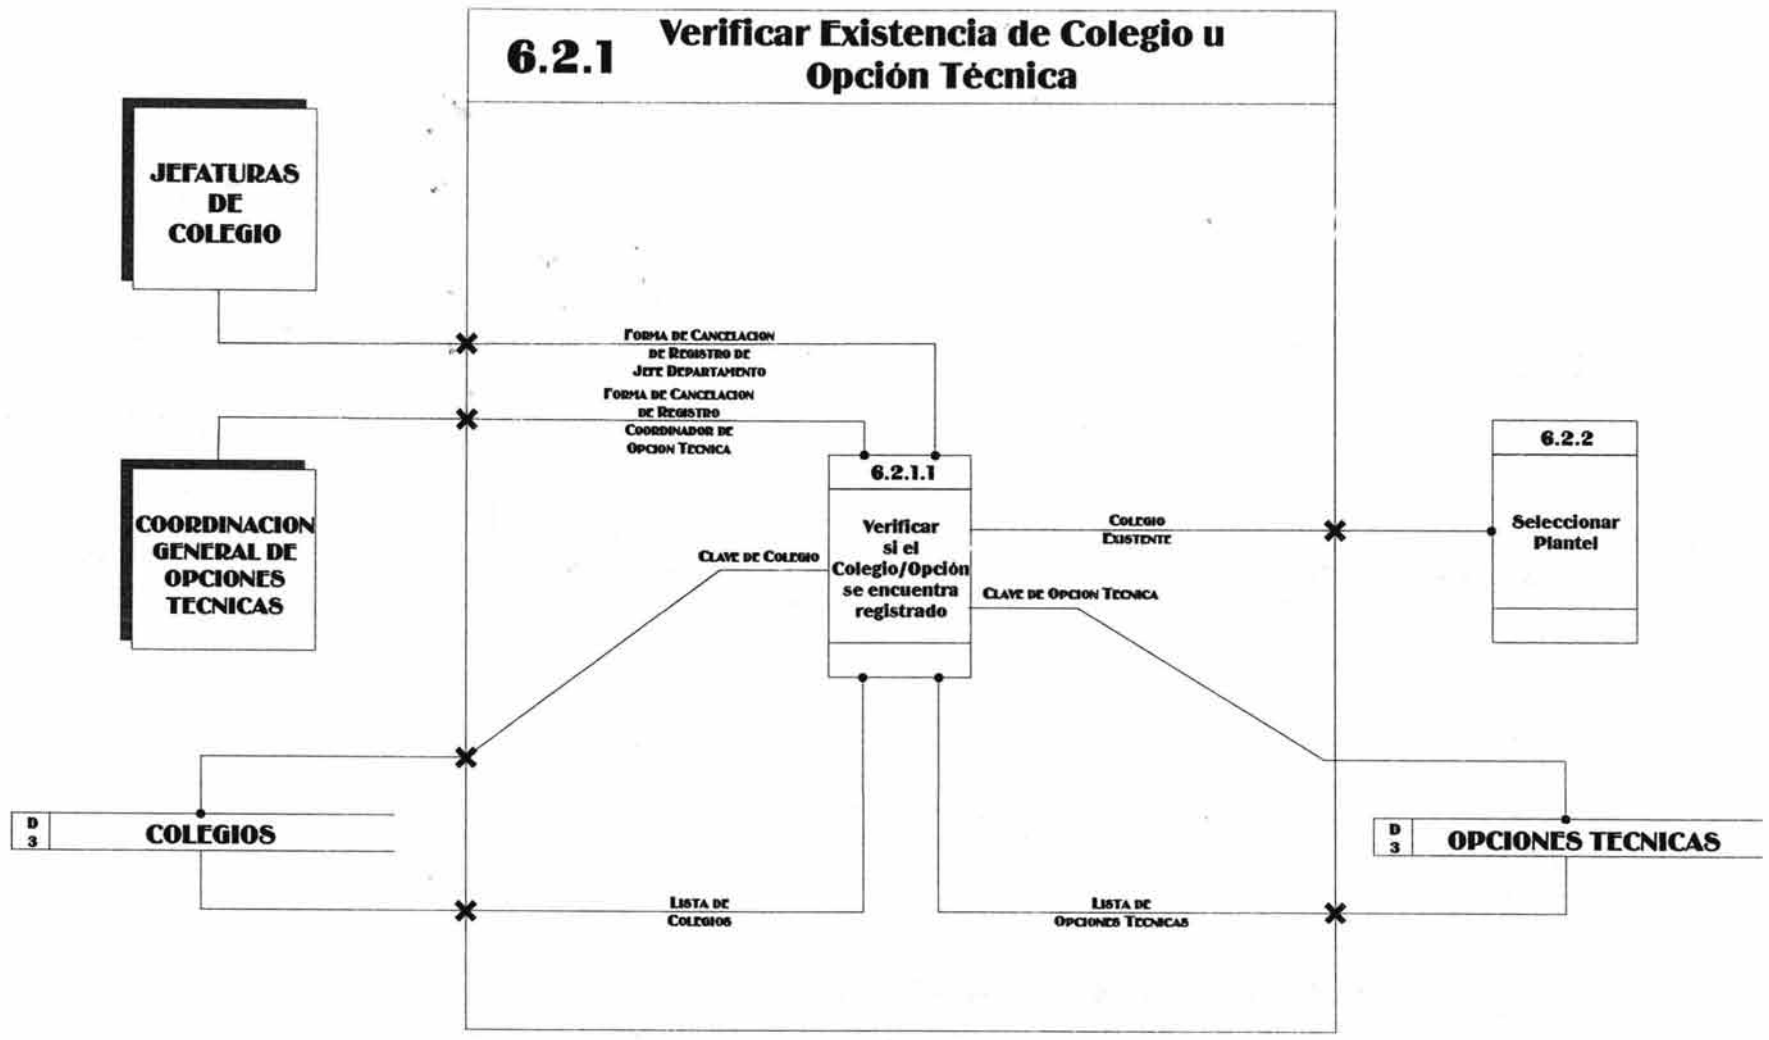 6.2.1
Verificar Existencia de Colegio u
Opción Técnica
JEFATURAS
DE
COLEGIO
FORMA DE CANCELACION
DE REGISTRO DE
JEFE DEPARTAMENTO
FORMA DE CANCELACION
DE REGISTRO
COORDINADOR DE
OPCION TECNICA
COORDINACION
GENERAL DE
OPCIONES
TECNICAS
6.2.1.1
Verificar
si el
Colegio/Opción
se encuentra
registrado
CLAVE DE COLEGIO
COLEGIO
EXISTENTE
CLAVE DE OPCION TECNICA
6.2.2
Seleccionar
Plantel
D
3
COLEGIOS
D
3
OPCIONES TECNICAS
LISTA DE
COLEGIOS
LISTA DE
OPCIONES TECNICAS